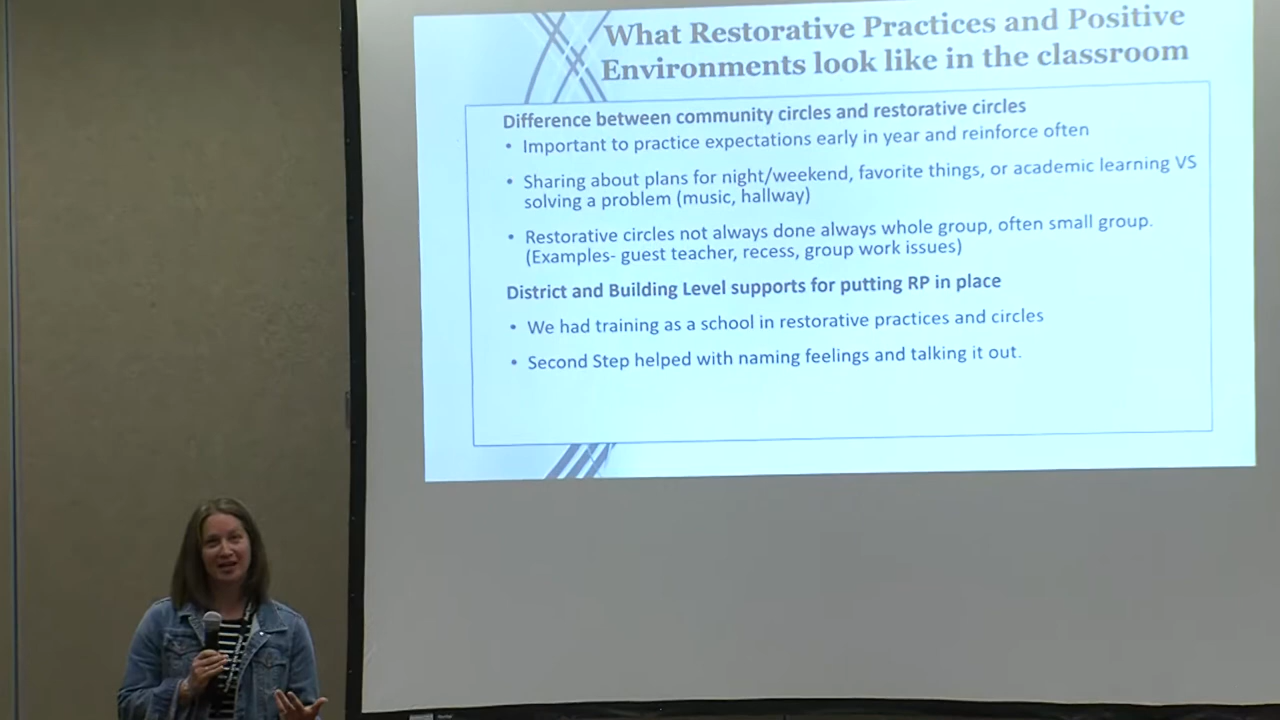 What Restorative Practices and Positive
Environments look like in the classroom
Difference between community circles and restorative circles
• Important to practice expectations early in year and reinforce often
• Sharing about plans for night/weekend, favorite things, or academic learning VS
solving a problem (music, hallway)
• Restorative circles not always done always whole group, often small group.
(Examples- guest teacher, recess, group work issues)
District and Building Level supports for putting RP in place
• We had training as a school in restorative practices and circles
• Second Step helped with naming feelings and talking it out.